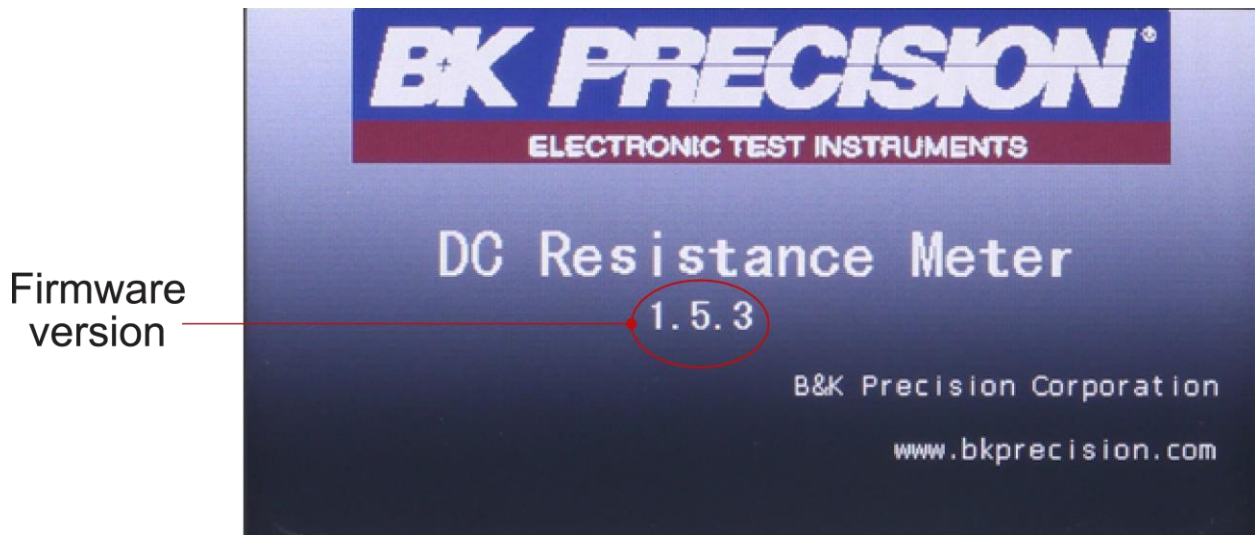 BK PRECISION®
ELECTRONIC TEST INSTRUMENTS
DC Resistance Meter
Firmware
version
1.5.3
B&K Precision Corporation
www.bkprecision.com